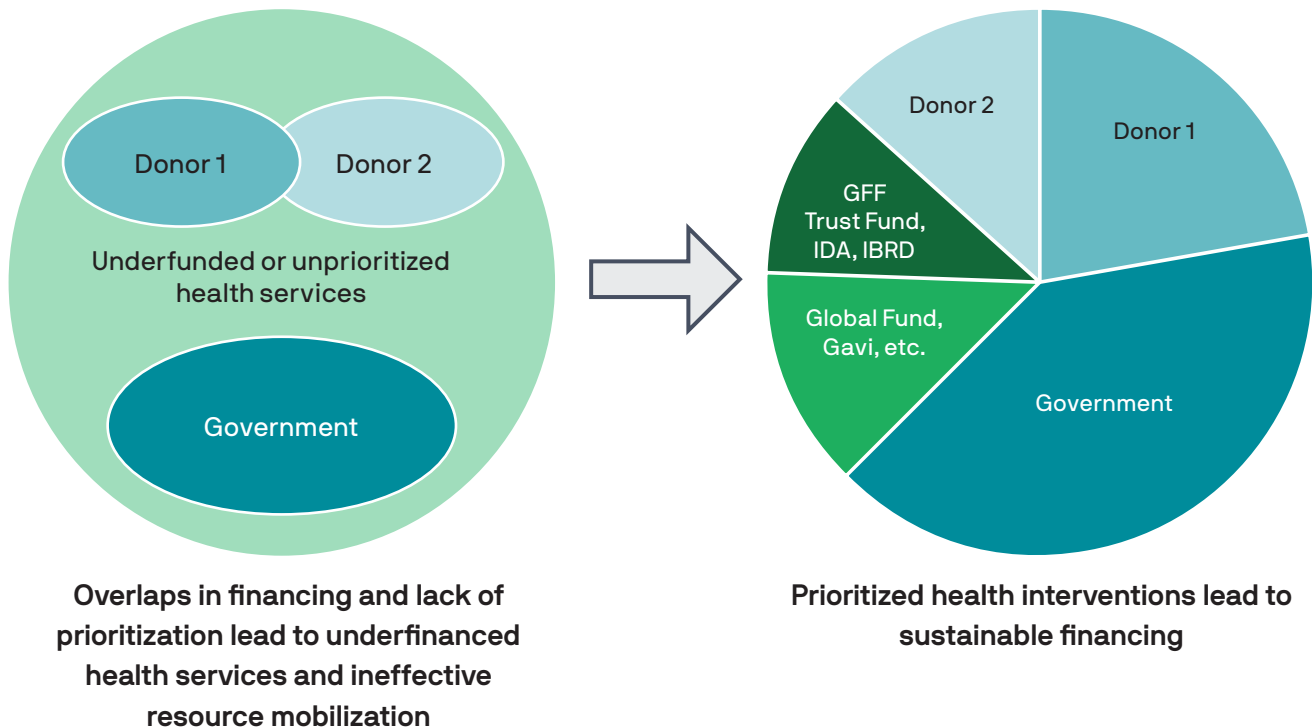 Donor 1
Donor 2
Underfunded or unprioritized
health services
Government
Overlaps in financing and lack of
prioritization lead to underfinanced
health services and ineffective
resource mobilization
Donor 2
Donor 1
GFF
Trust Fund,
IDA, IBRD
Global Fund,
Gavi, etc.
Government
Prioritized health interventions lead to
sustainable financing